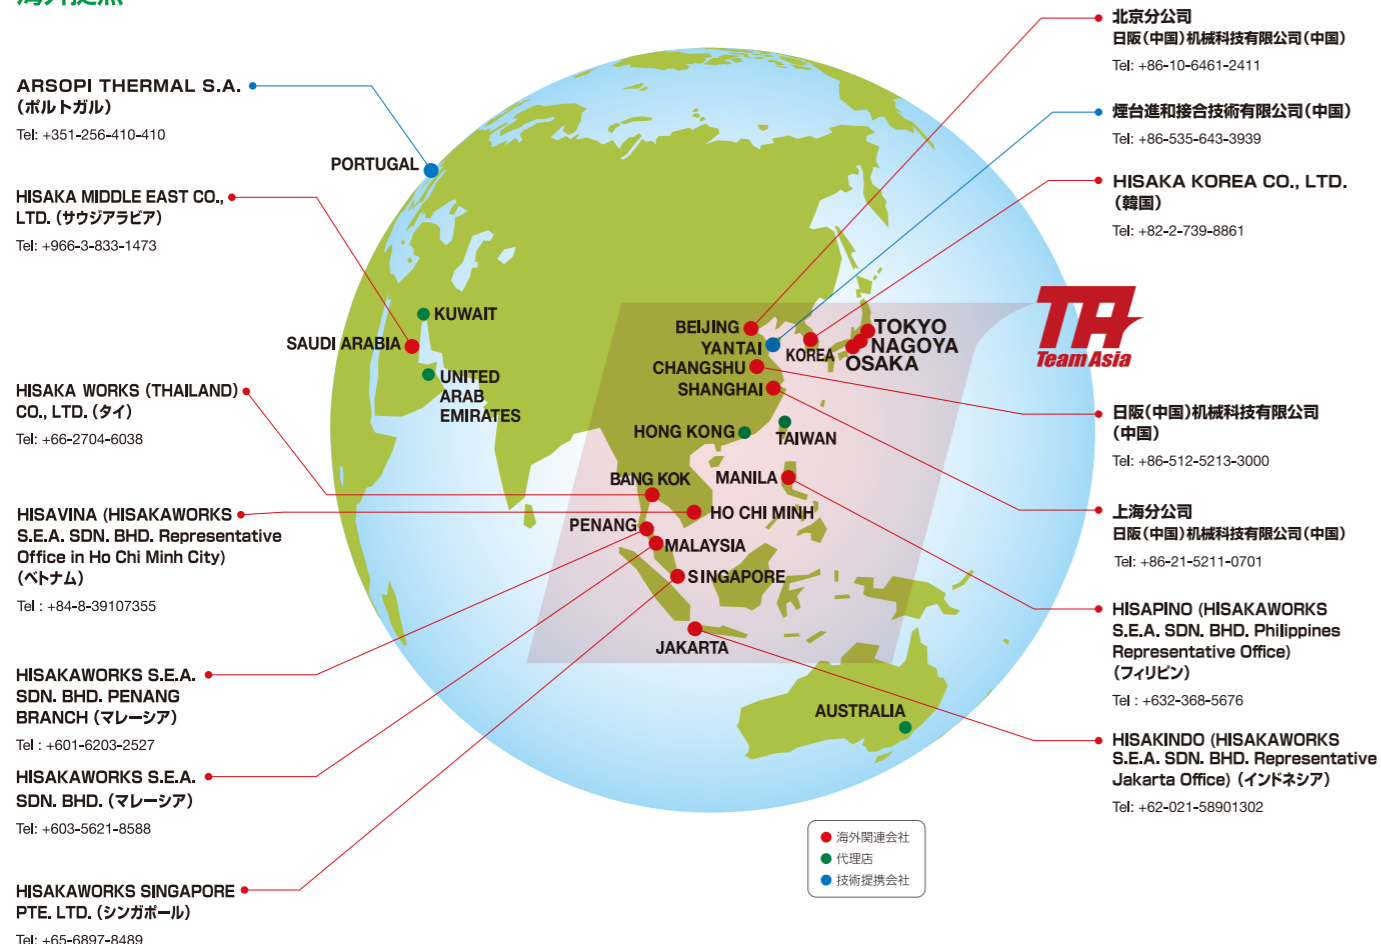 海外拠点
ARSOPI THERMAL S.A.
（ポルトガル）
Tel: +351-256-410-410
HISAKA MIDDLE EAST CO.,
LTD.（サウジアラビア）
Tel: +966-3-833-1473
HISAKA WORKS (THAILAND)
CO., LTD.（タイ）
Tel: +66-2704-6038
HISAVINA (HISAKAWORKS
S.E.A. SDN. BHD. Representative
Office in Ho Chi Minh City)
（ベトナム）
Tel : +84-8-39107355
HISAKAWORKS S.E.A.
SDN. BHD. PENANG
BRANCH（マレーシア）
Tel : +601-6203-2527
HISAKAWORKS S.E.A.
SDN. BHD.（マレーシア）
Tel: +603-5621-8588
HISAKAWORKS SINGAPORE
PTE. LTD.（シンガポール）
Tel: +65-6897-8489
PORTUGAL
KUWAIT
SAUDI ARABIA
UNITED
ARAB
EMIRATES
BEIJING
YANTAI
CHANGSHU
SHANGHAI
KOREA
TOKYO
NAGOYA
OSAKA
HONG KONG
TAIWAN
BANG KOK
MANILA
HO CHI MINH
PENANG
MALAYSIA
SINGAPORE
JAKARTA
AUSTRALIA
TA
Team Asia
北京分公司
日阪（中国）机械科技有限公司（中国）
Tel: +86-10-6461-2411
煙台進和接合技術有限公司（中国）
Tel: +86-535-643-3939
HISAKA KOREA CO., LTD.
（韓国）
Tel: +82-2-739-8861
日阪（中国）机械科技有限公司
（中国）
Tel: +86-512-5213-3000
上海分公司
日阪（中国）机械科技有限公司（中国）
Tel: +86-21-5211-0701
HISAPINO (HISAKAWORKS
S.E.A. SDN. BHD. Philippines
Representative Office)
（フィリピン）
Tel : +632-368-5676
HISAKINDO (HISAKAWORKS
S.E.A. SDN. BHD. Representative
Jakarta Office)（インドネシア）
Tel: +62-021-58901302
海外関連会社
代理店
技術提携会社